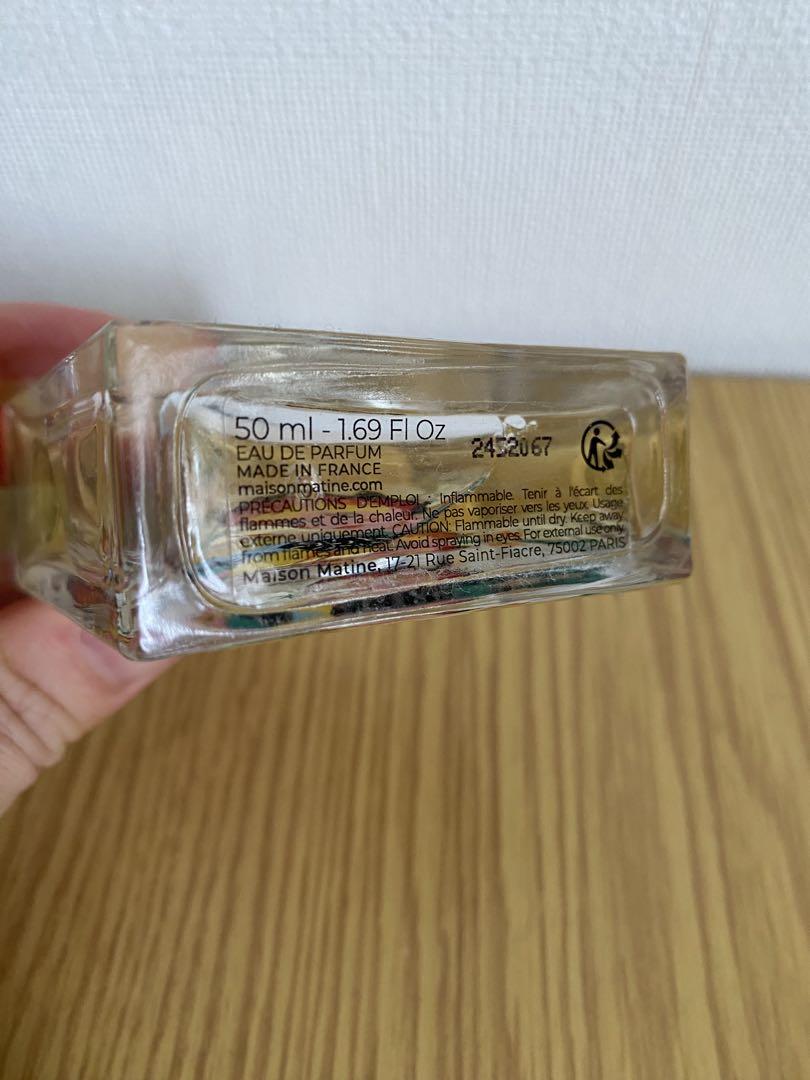 50 ml - 1.69 Fl Oz
2452067
EAU DE PARFUM
MADE IN FRANCE
maisonmatine.com
PRÉCAUTIONS D'EMPLOI : Inflammable. Tenir à l'écart des
flammes et de la chaleur. Ne pas vaporiser vers les yeux. Usage
externe uniquement. CAUTION: Flammable until dry. Keep away
from flames and heat. Avoid spraying in eyes. For external use only.
Maison Matine, 17-21 Rue Saint-Fiacre, 75002 PARIS